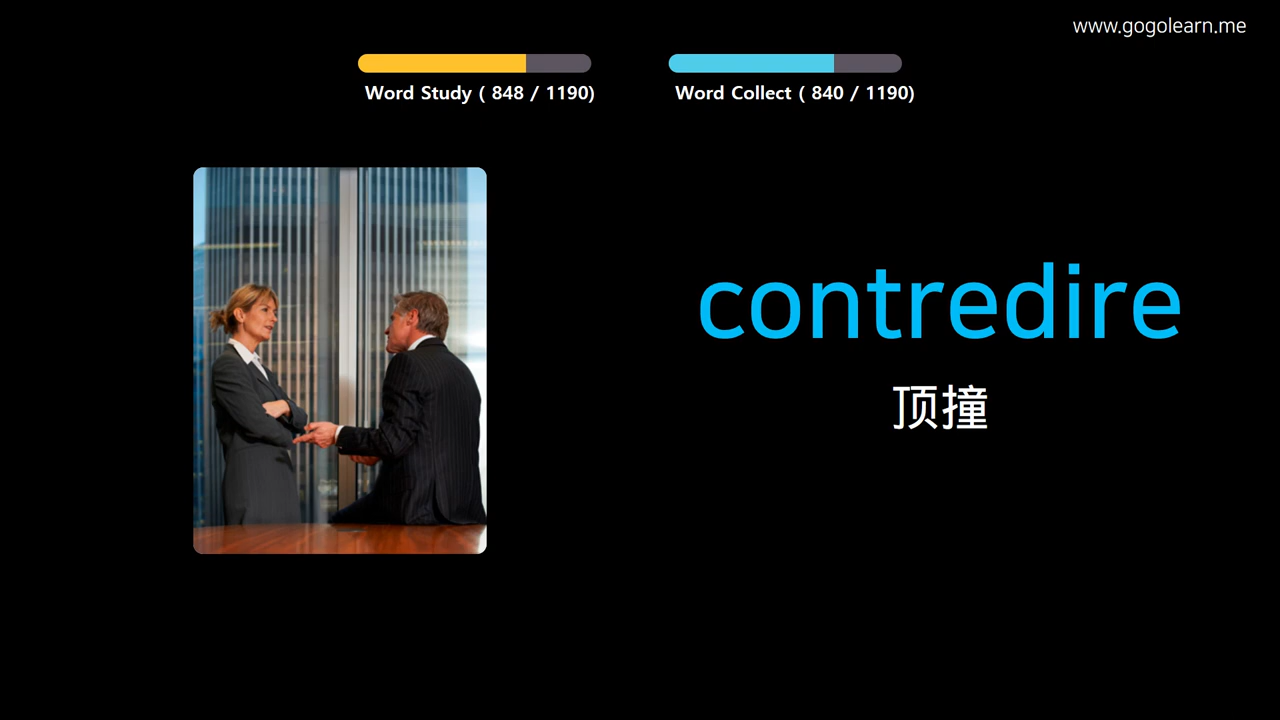 www.gogolearn.me
Word Study ( 848 / 1190)
Word Collect ( 840 / 1190)
contredire
顶撞